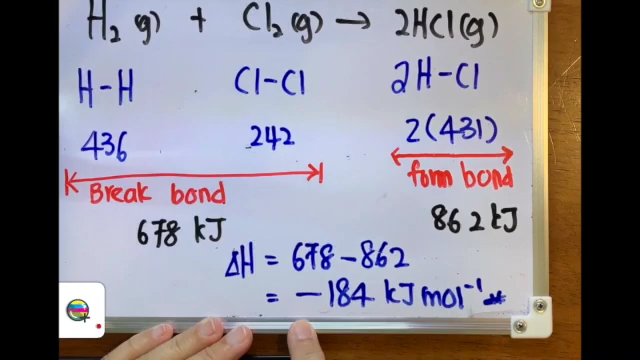 H₂(g) + Cl₂(g) → 2HCl(g)
H-H Cl-Cl 2H-Cl
436 242 2(431)
Break bond form bond
678 kJ 862 kJ
ΔH = 678-862
= -184 kJ mol⁻¹